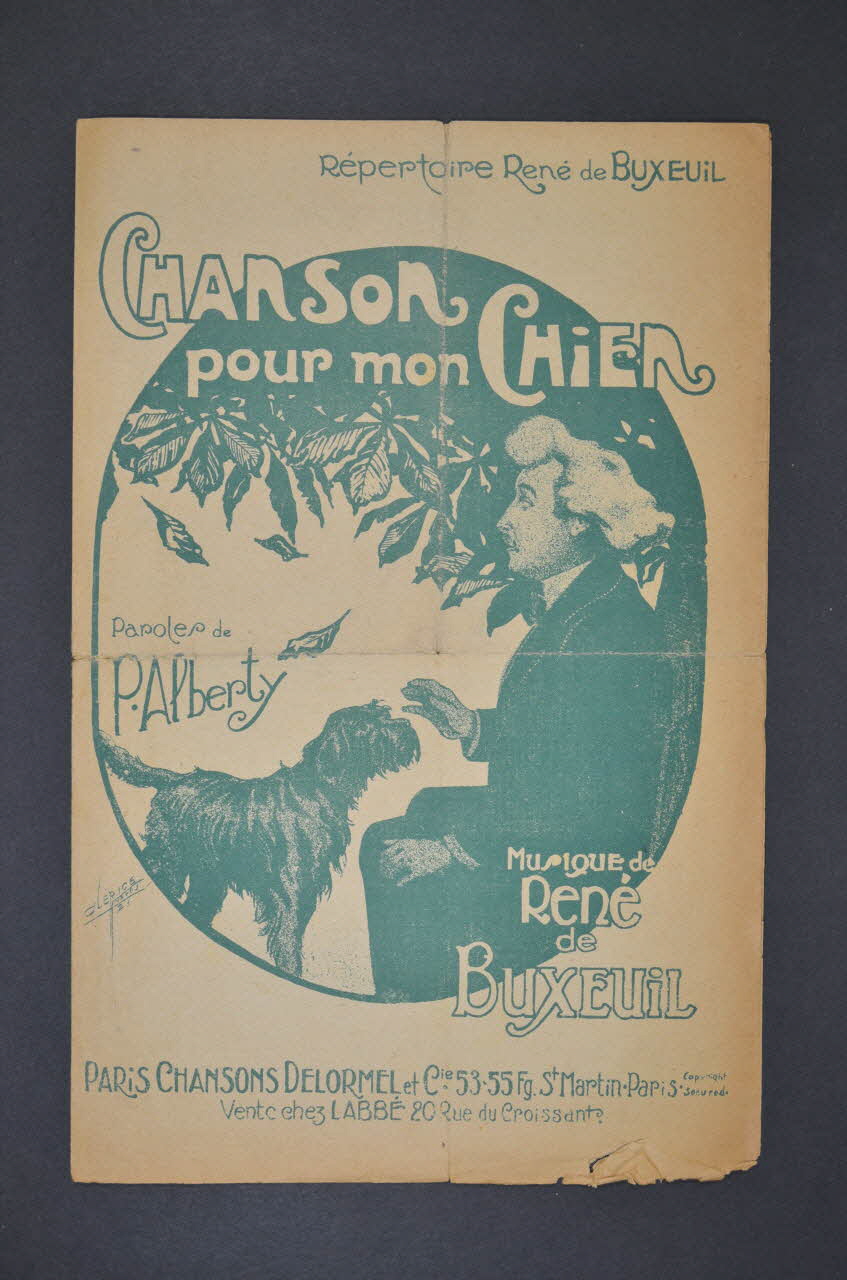 Répertoire René de BUXEUIL
CHANSON
pour mon CHIEN
Paroles de
P. Alberty
Musique de
René
de
BUXEUIL
PARIS CHANSONS DELORMEL et Cie. 53-55 Fg. St Martin · Paris · Copyright Secured.
Vente chez LABBÉ 20 Rue du Croissant.